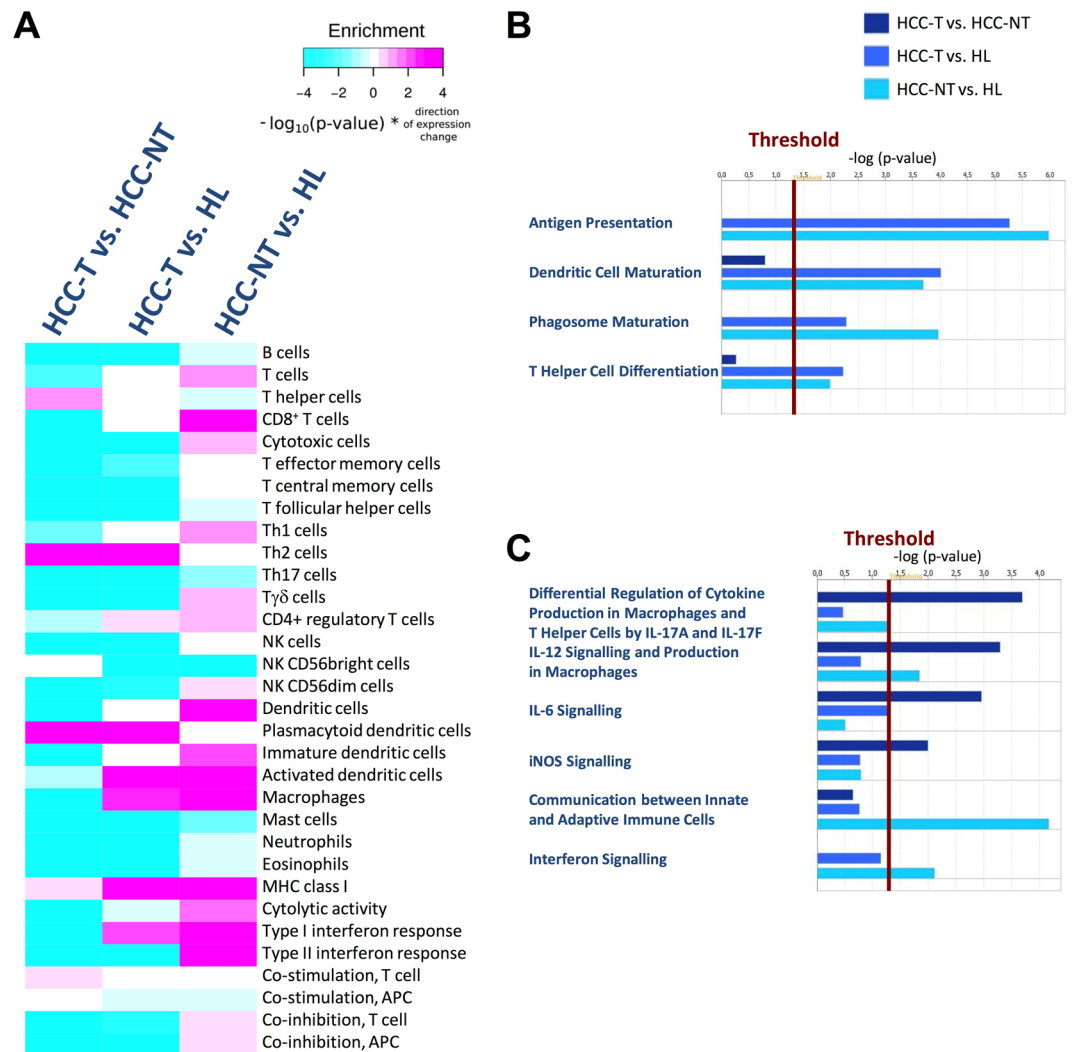 A
Enrichment
−4 −2 0 2 4
- log10(p-value) * direction of expression change
HCC-T vs. HCC-NT
HCC-T vs. HL
HCC-NT vs. HL
B cells
T cells
T helper cells
CD8+ T cells
Cytotoxic cells
T effector memory cells
T central memory cells
T follicular helper cells
Th1 cells
Th2 cells
Th17 cells
Tγδ cells
CD4+ regulatory T cells
NK cells
NK CD56bright cells
NK CD56dim cells
Dendritic cells
Plasmacytoid dendritic cells
Immature dendritic cells
Activated dendritic cells
Macrophages
Mast cells
Neutrophils
Eosinophils
MHC class I
Cytolytic activity
Type I interferon response
Type II interferon response
Co-stimulation, T cell
Co-stimulation, APC
Co-inhibition, T cell
Co-inhibition, APC
B
HCC-T vs. HCC-NT
HCC-T vs. HL
HCC-NT vs. HL
Threshold
-log (p-value)
Threshold
0,0 0,5 1,0 1,5 2,0 2,5 3,0 3,5 4,0 4,5 5,0 5,5 6,0
Antigen Presentation
Dendritic Cell Maturation
Phagosome Maturation
T Helper Cell Differentiation
C
Threshold
-log (p-value)
0,0 0,5 1,0 1,5 2,0 2,5 3,0 3,5 4,0
Threshold
Differential Regulation of Cytokine
Production in Macrophages and
T Helper Cells by IL-17A and IL-17F
IL-12 Signalling and Production
in Macrophages
IL-6 Signalling
iNOS Signalling
Communication between Innate
and Adaptive Immune Cells
Interferon Signalling